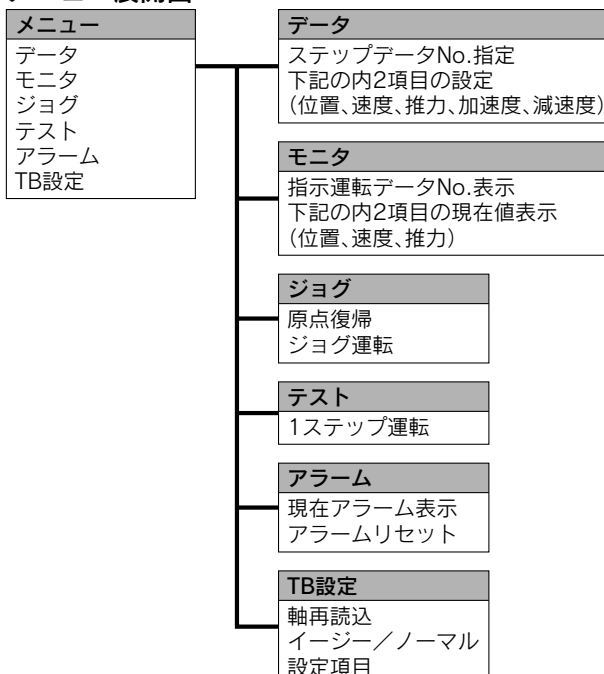 メニュー
データ
モニタ
ジョグ
テスト
アラーム
TB設定
データ
ステップデータNo.指定
下記の内2項目の設定
(位置、速度、推力、加速度、減速度)
モニタ
指示運転データNo.表示
下記の内2項目の現在値表示
(位置、速度、推力)
ジョグ
原点復帰
ジョグ運転
テスト
1ステップ運転
アラーム
現在アラーム表示
アラームリセット
TB設定
軸再読込
イージー／ノーマル
設定項目